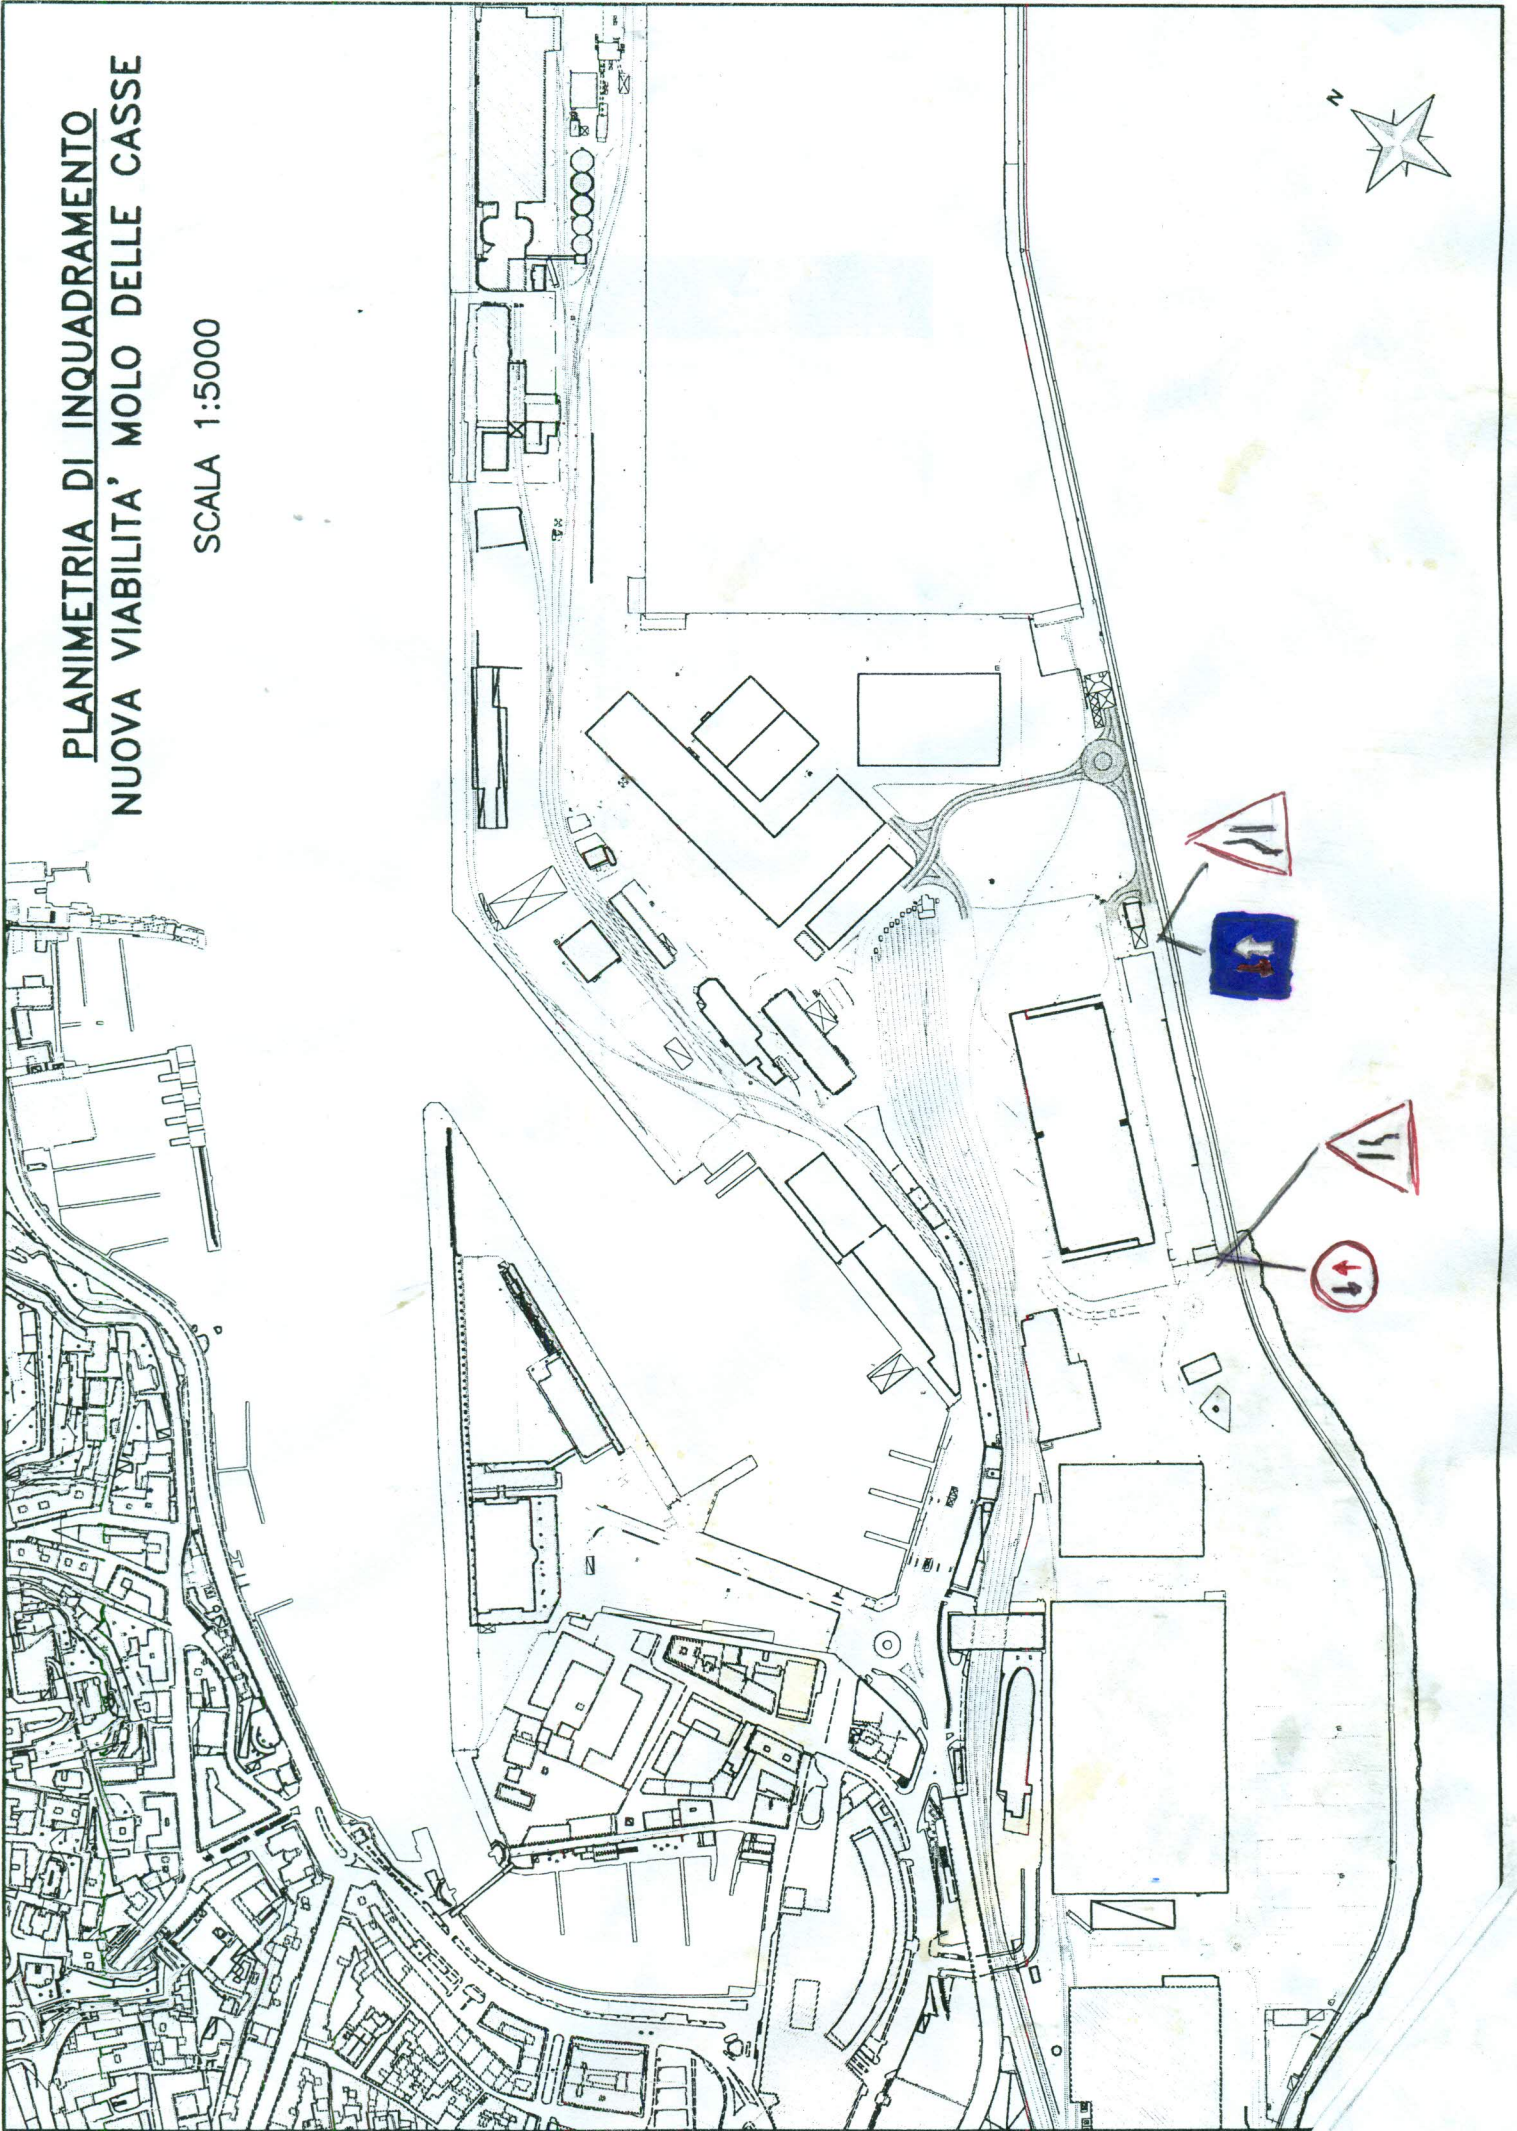 PLANIMETRIA DI INQUADRAMENTO
NUOVA VIABILITA' MOLO DELLE CASSE
SCALA 1:5000
N